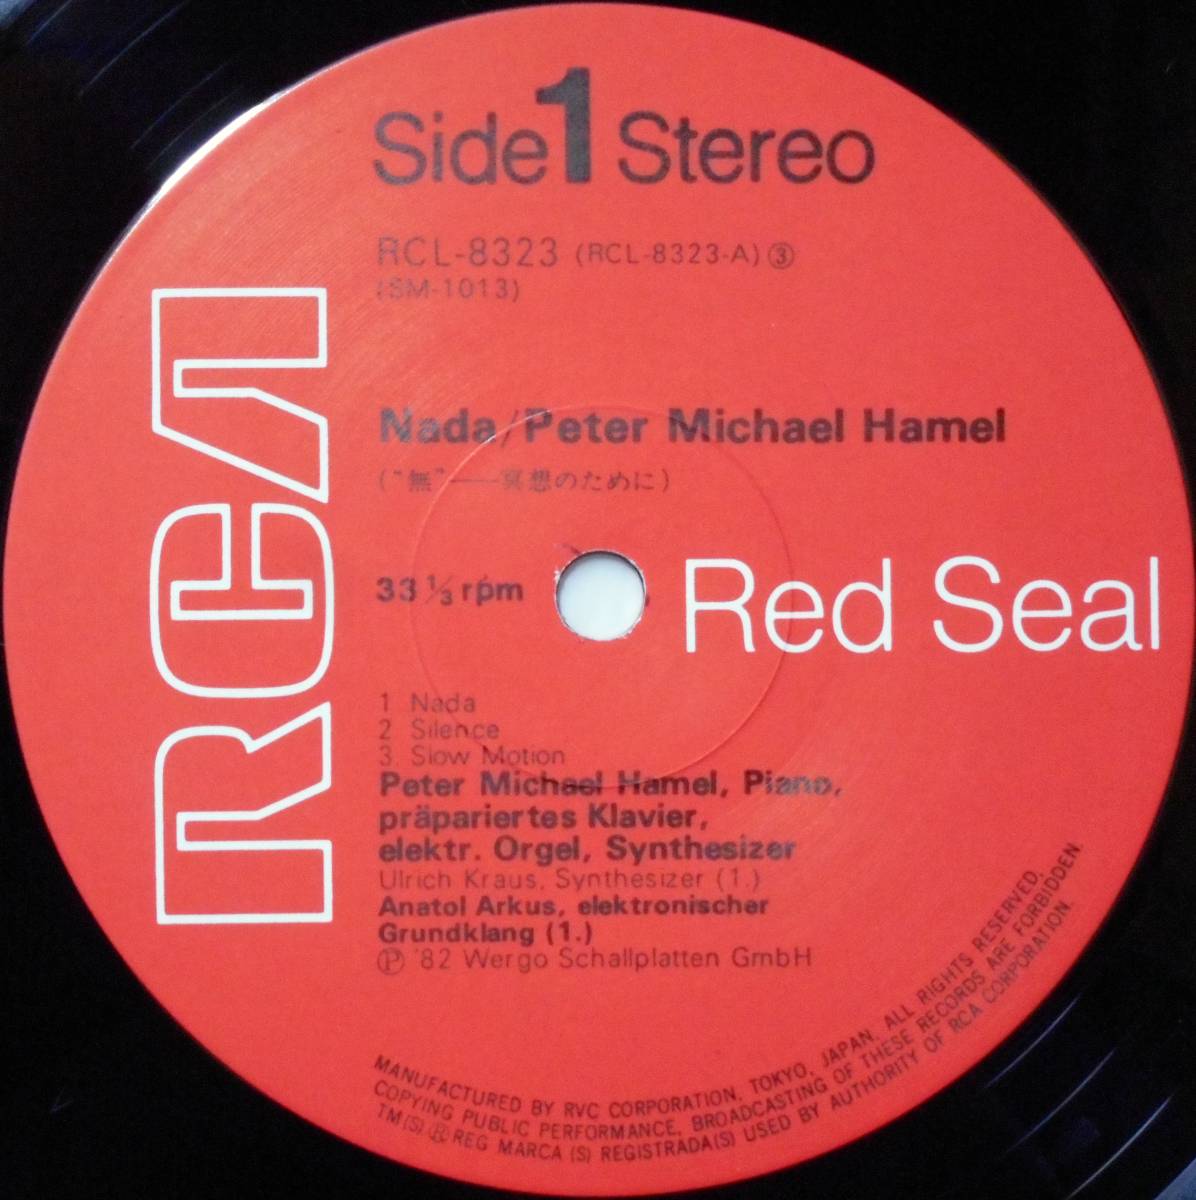 Side 1 Stereo
RCL-8323 (RCL-8323-A) ③
(SM-1013)
Nada/Peter Michael Hamel
(“無”——冥想のために)
33 ⅓ rpm
Red Seal
RCA
1 Nada
2 Silence
3. Slow Motion
Peter Michael Hamel, Piano,
präpariertes Klavier,
elektr. Orgel, Synthesizer
Ulrich Kraus, Synthesizer (1.)
Anatol Arkus, elektronischer
Grundklang (1.)
Ⓟ '82 Wergo Schallplatten GmbH
MANUFACTURED BY RVC CORPORATION, TOKYO, JAPAN. ALL RIGHTS RESERVED.
COPYING PUBLIC PERFORMANCE, BROADCASTING OF THESE RECORDS ARE FORBIDDEN.
TM(S) ® REG MARCA (S) REGISTRADA(S) USED BY AUTHORITY OF RCA CORPORATION.